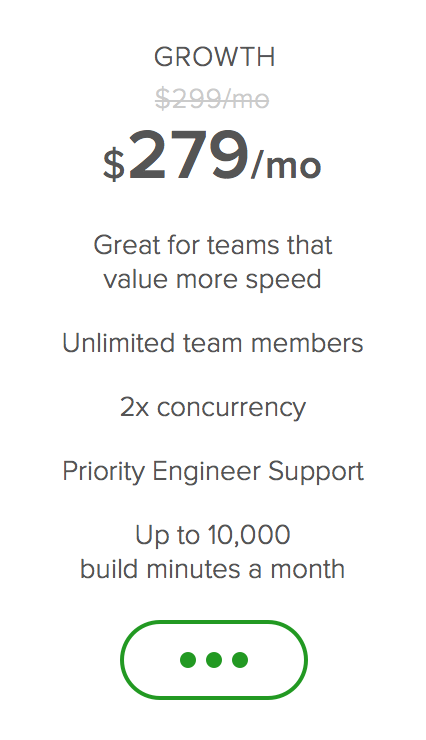 GROWTH
$299/mo
$279/mo
Great for teams that
value more speed
Unlimited team members
2x concurrency
Priority Engineer Support
Up to 10,000
build minutes a month